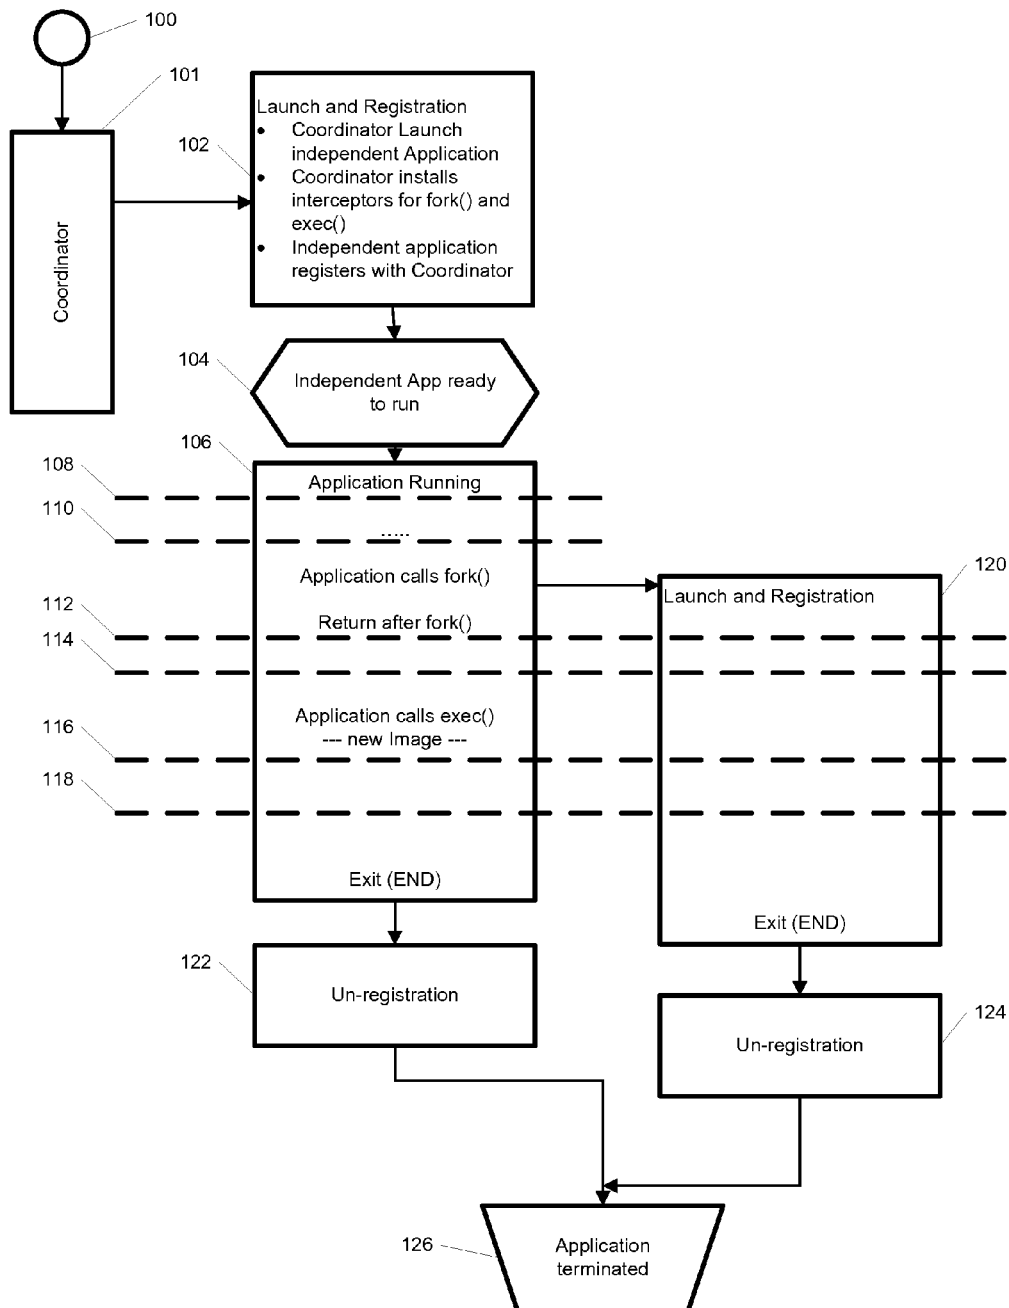 100
101
Launch and Registration
• Coordinator Launch
independent Application
102
• Coordinator installs
interceptors for fork() and
exec()
• Independent application
registers with Coordinator
Coordinator
104
Independent App ready
to run
106
108
Application Running
110
.....
Application calls fork()
120
Launch and Registration
112
Return after fork()
114
Application calls exec()
116
--- new Image ---
118
Exit (END)
Exit (END)
122
Un-registration
124
Un-registration
126
Application
terminated